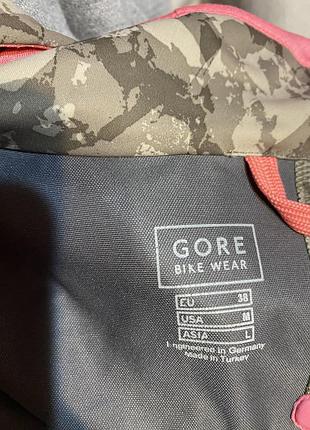 GORE
BIKE WEAR
EU 38
USA M
ASIA L
Engineered in Germany
Made in Turkey